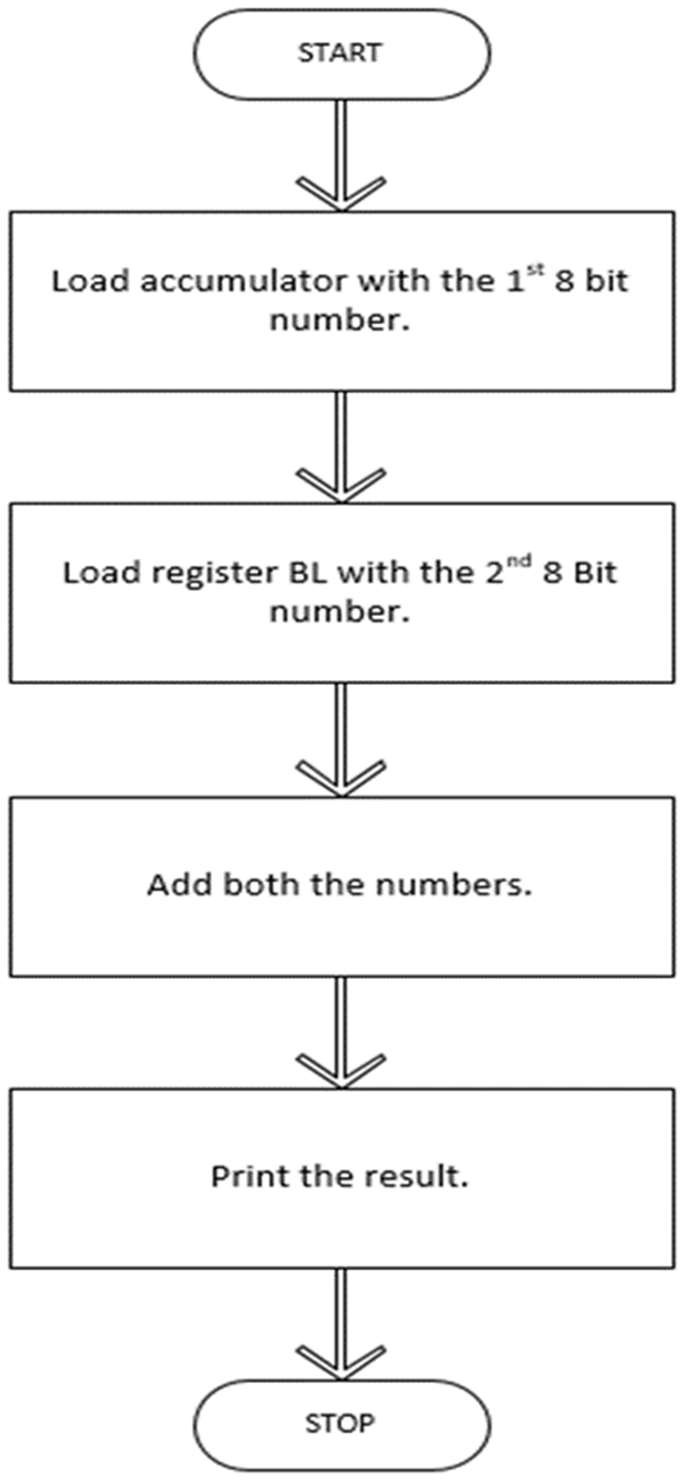 START
Load accumulator with the 1st 8 bit
number.
Load register BL with the 2nd 8 Bit
number.
Add both the numbers.
Print the result.
STOP